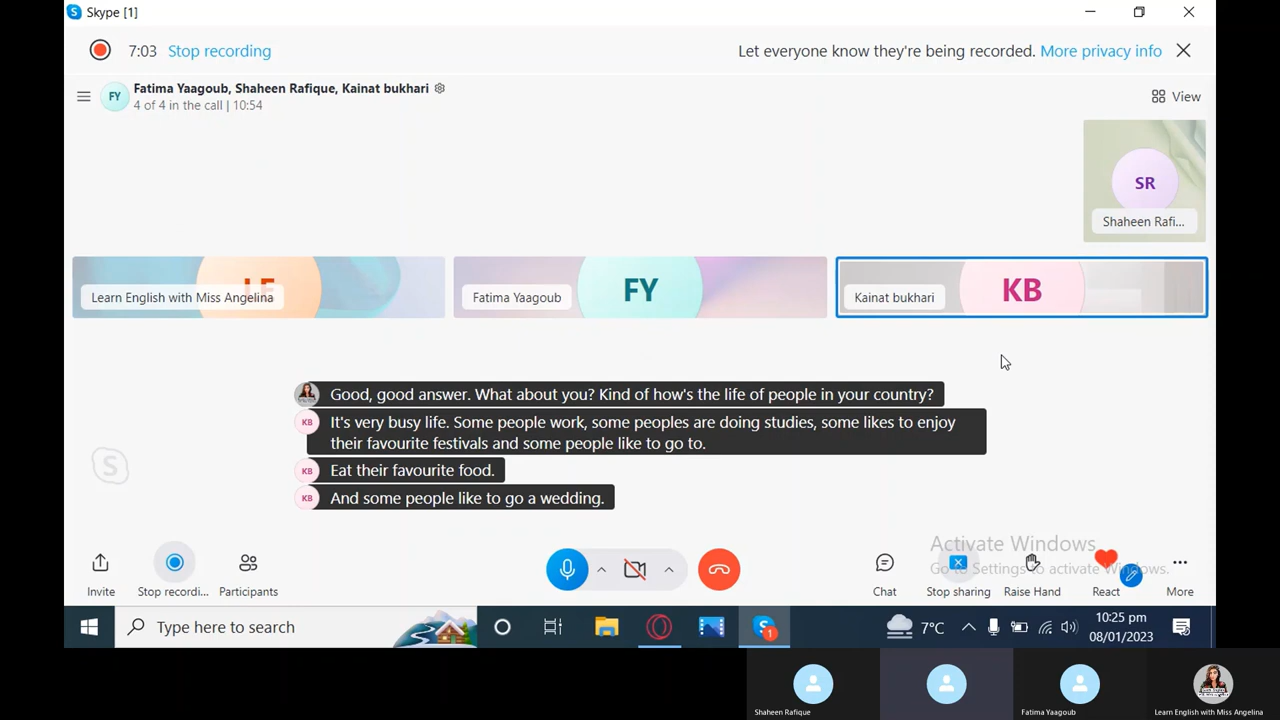 Skype [1]
7:03 Stop recording
Let everyone know they're being recorded. More privacy info
FY
Fatima Yaagoub, Shaheen Rafique, Kainat bukhari
4 of 4 in the call | 10:54
View
SR
Shaheen Rafi...
LE
Learn English with Miss Angelina
FY
Fatima Yaagoub
KB
Kainat bukhari
Good, good answer. What about you? Kind of how's the life of people in your country?
KB
It's very busy life. Some people work, some peoples are doing studies, some likes to enjoy
their favourite festivals and some people like to go to.
KB
Eat their favourite food.
KB
And some people like to go a wedding.
Activate Windows
Go to Settings to activate Windows.
Invite
Stop recordi...
Participants
Chat
Stop sharing
Raise Hand
React
More
Type here to search
1
7°C
10:25 pm
08/01/2023
Shaheen Rafique
Fatima Yaagoub
Learn English with Miss Angelina